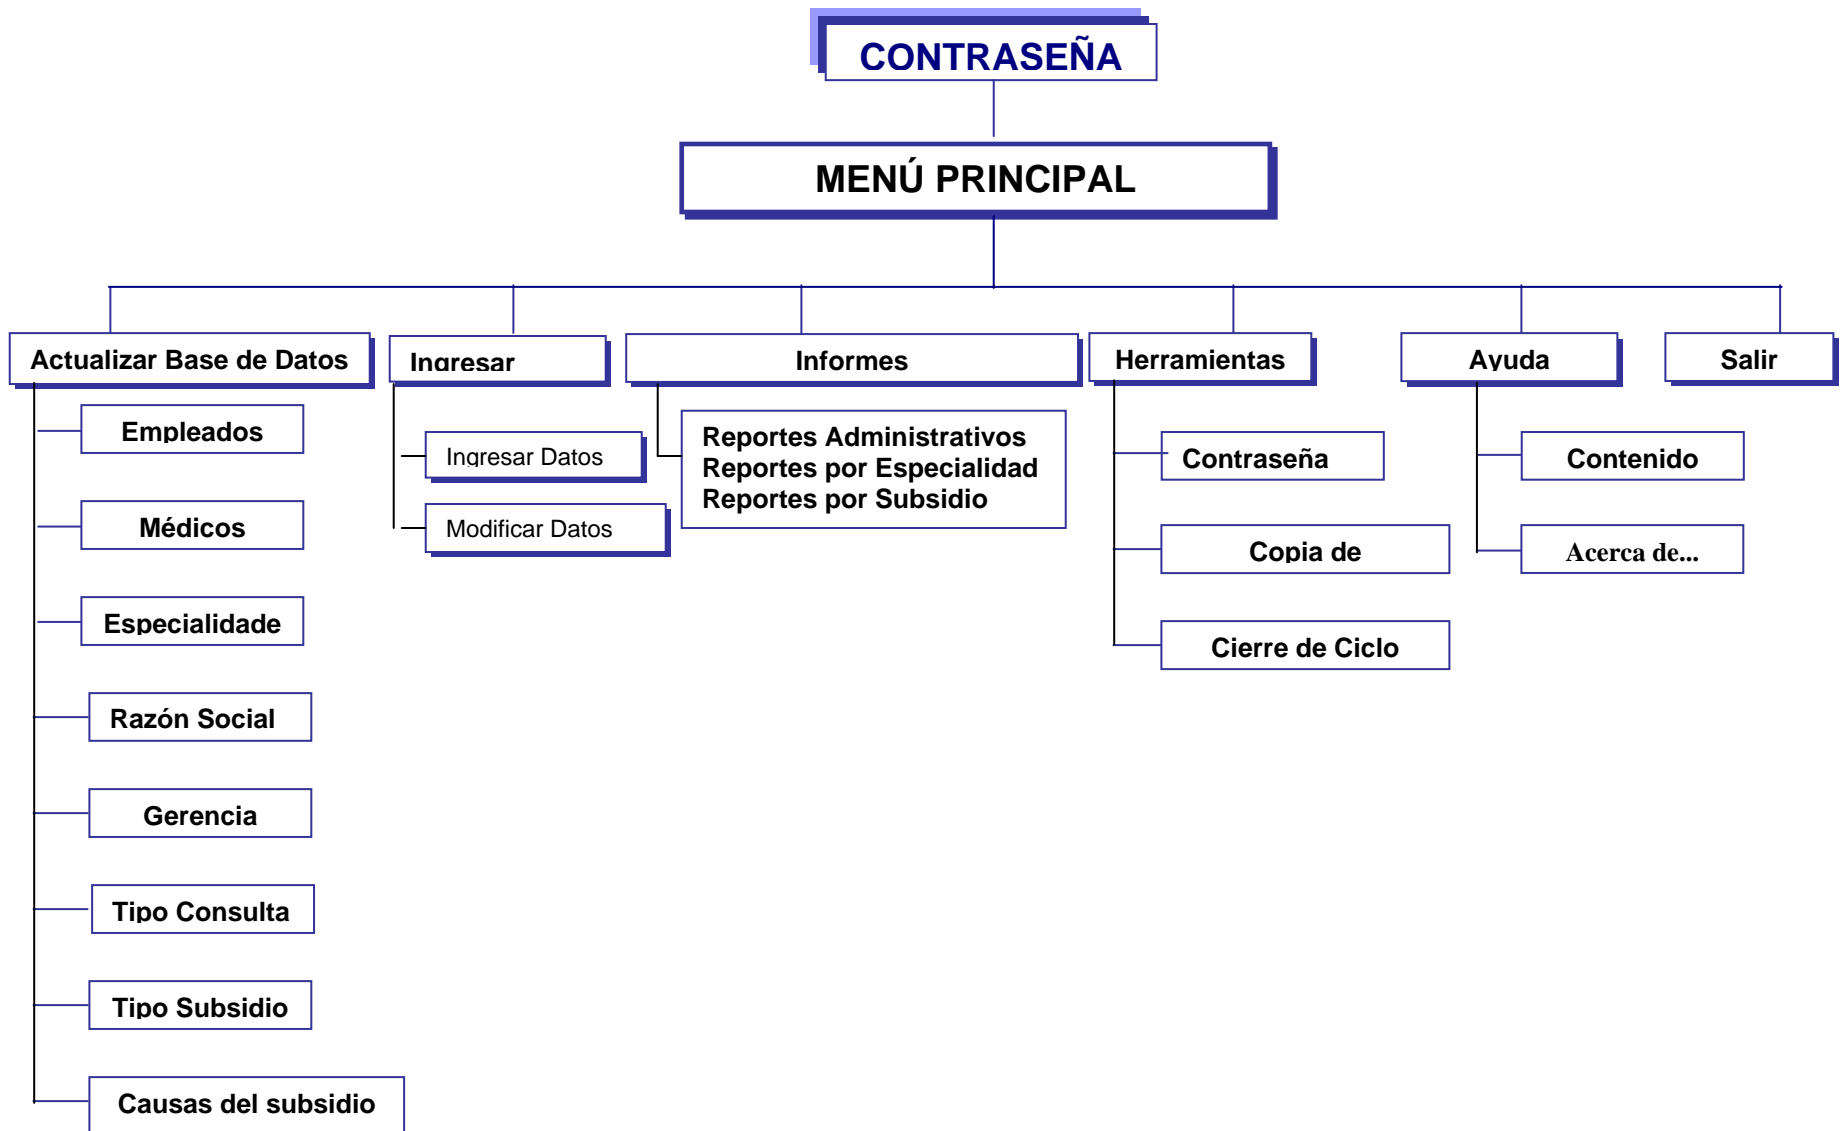 CONTRASEÑA
MENÚ PRINCIPAL
Actualizar Base de Datos
Ingresar
Informes
Herramientas
Ayuda
Salir
Empleados
Médicos
Especialidade
Razón Social
Gerencia
Tipo Consulta
Tipo Subsidio
Causas del subsidio
Ingresar Datos
Modificar Datos
Reportes Administrativos
Reportes por Especialidad
Reportes por Subsidio
Contraseña
Copia de
Cierre de Ciclo
Contenido
Acerca de...